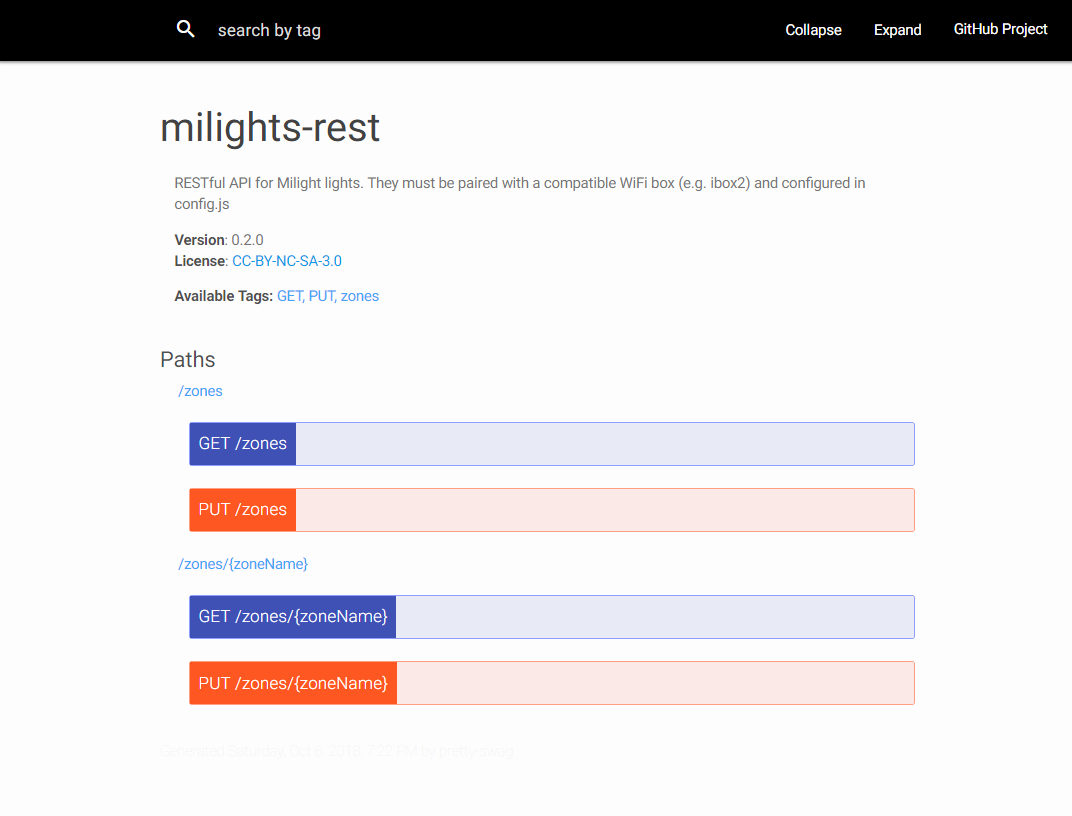 search by tag
Collapse
Expand
GitHub Project
milights-rest
RESTful API for Milight lights. They must be paired with a compatible WiFi box (e.g. ibox2) and configured in
config.js
Version: 0.2.0
License: CC-BY-NC-SA-3.0
Available Tags: GET, PUT, zones
Paths
/zones
GET /zones
PUT /zones
/zones/{zoneName}
GET /zones/{zoneName}
PUT /zones/{zoneName}
Generated Saturday, Oct 6, 2018, 7:22 PM by pretty-swag